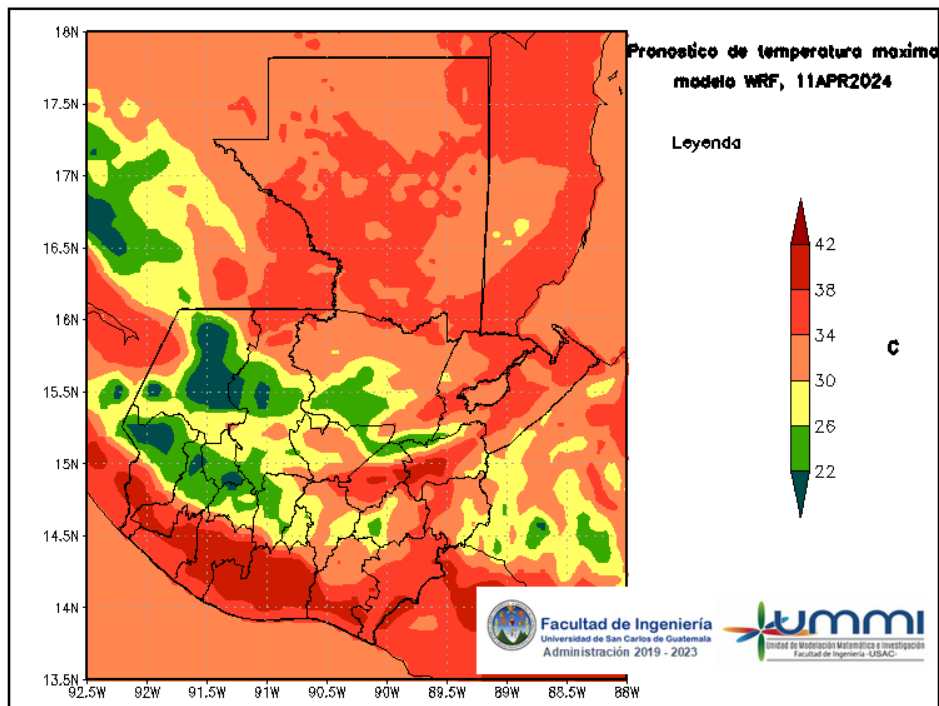 Pronostico de temperatura maxima
modelo WRF, 11APR2024
Leyenda
18N
17.5N
17N
16.5N
16N
15.5N
15N
14.5N
14N
13.5N
92.5W 92W 91.5W 91W 90.5W 90W 89.5W 89W 88.5W 88W
42
38
34
30
26
22
C
Facultad de Ingeniería
Universidad de San Carlos de Guatemala
Administración 2019 - 2023
UMMI
Unidad de Modelación Matemática e Investigación
Facultad de Ingeniería -USAC-